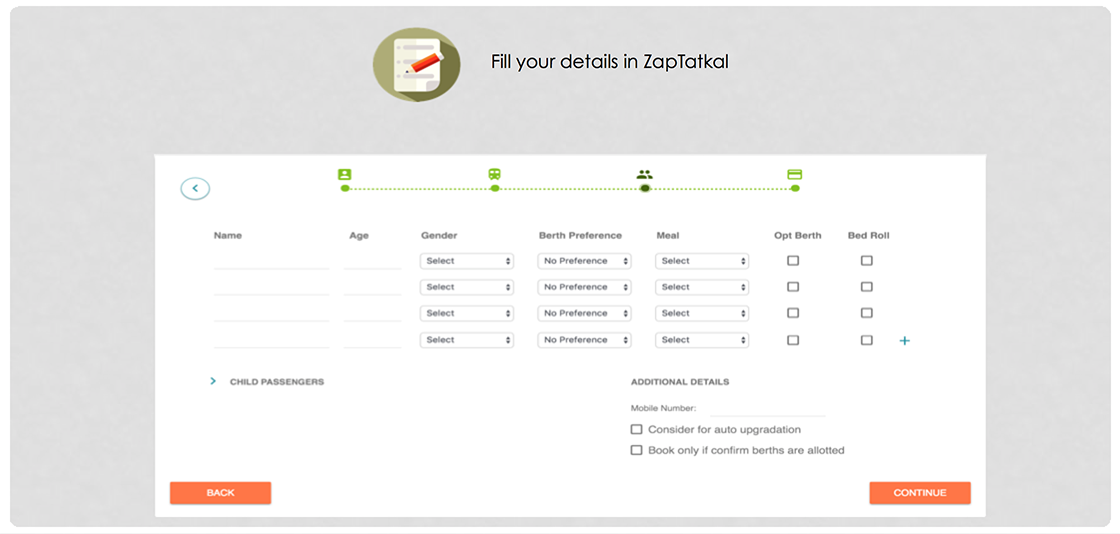 Fill your details in ZapTatkal
Name Age Gender Berth Preference Meal Opt Berth Bed Roll
Select No Preference Select
Select No Preference Select
Select No Preference Select
Select No Preference Select
CHILD PASSENGERS
ADDITIONAL DETAILS
Mobile Number:
Consider for auto upgradation
Book only if confirm berths are allotted
BACK CONTINUE